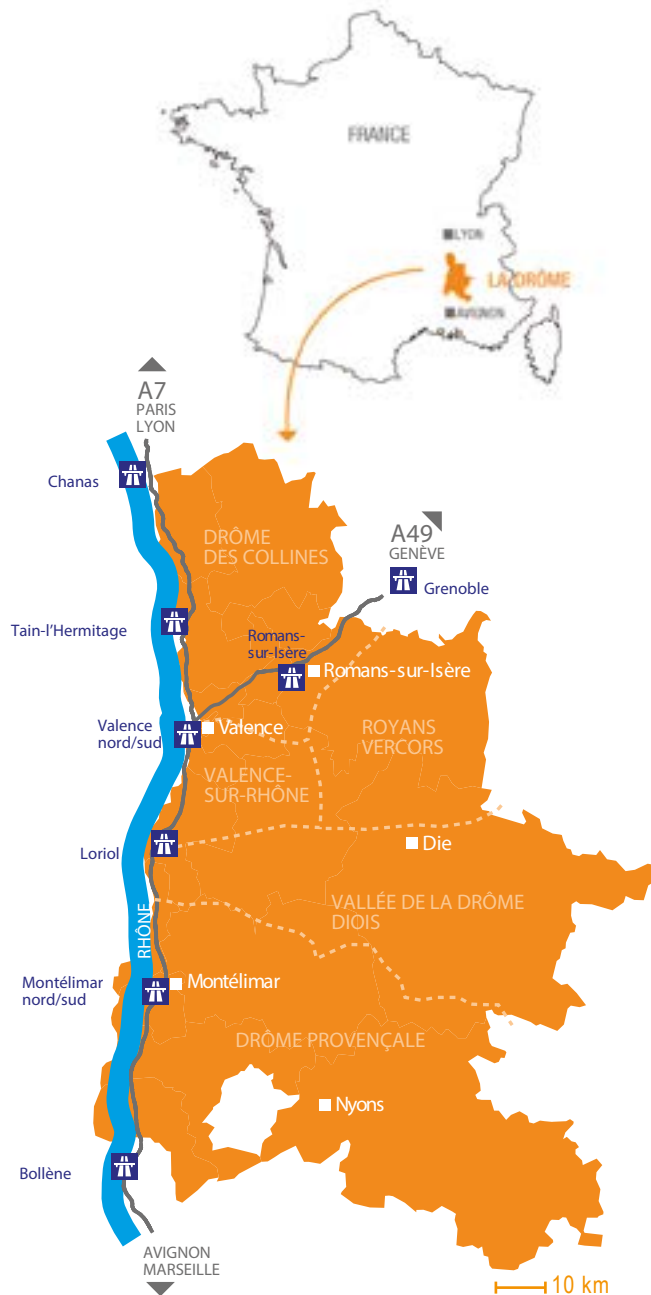 FRANCE
LYON
LA DRÔME
AVIGNON
A7
PARIS
LYON
Chanas
DRÔME
DES COLLINES
A49
GENÈVE
Grenoble
Tain-l'Hermitage
Romans-
sur-Isère
Romans-sur-Isère
Valence
nord/sud
Valence
ROYANS
VERCORS
VALENCE-
SUR-RHÔNE
Loriol
Die
VALLÉE DE LA DRÔME
DIOIS
RHÔNE
Montélimar
nord/sud
Montélimar
DRÔME PROVENÇALE
Nyons
Bollène
AVIGNON
MARSEILLE
10 km